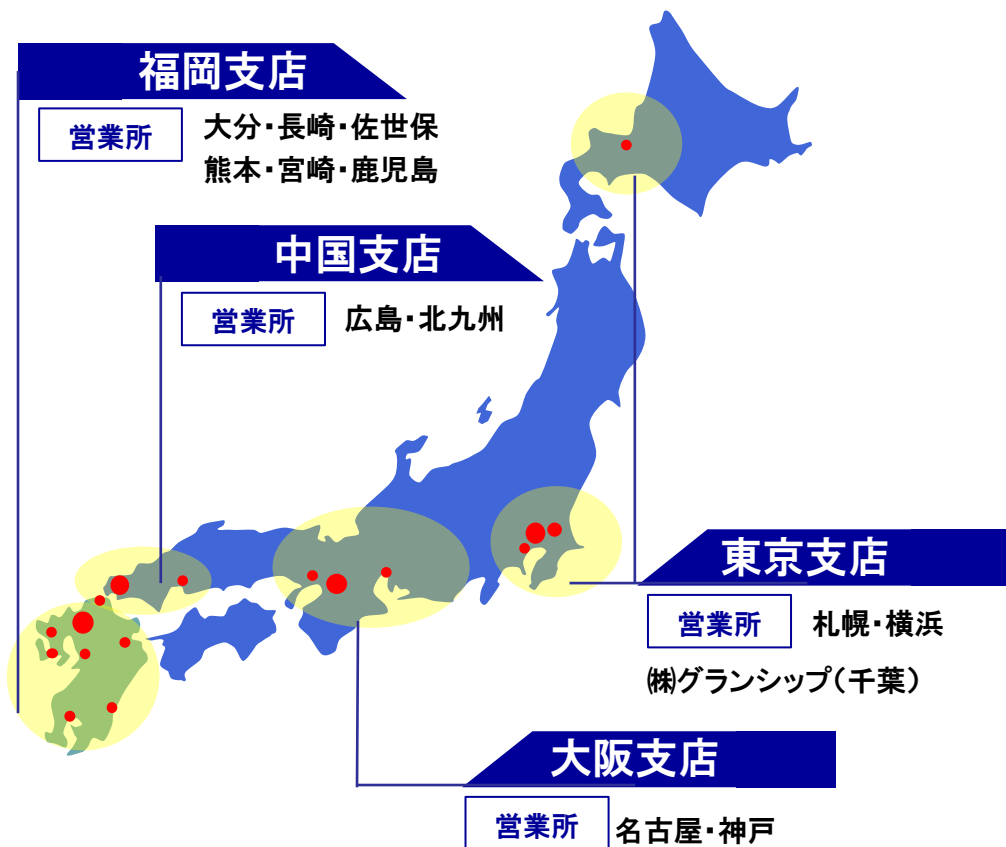 福岡支店
営業所
大分・長崎・佐世保
熊本・宮崎・鹿児島
中国支店
営業所
広島・北九州
東京支店
営業所
札幌・横浜
㈱グランシップ（千葉）
大阪支店
営業所
名古屋・神戸